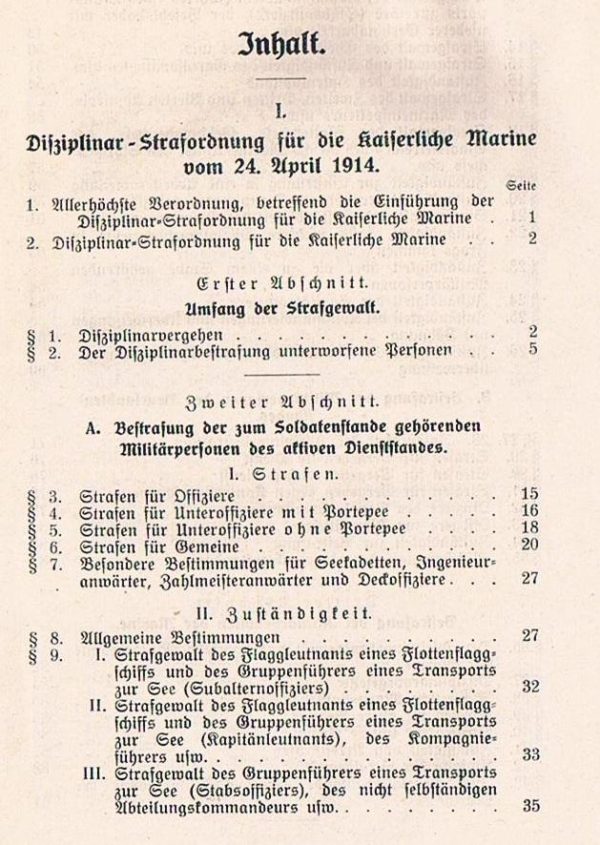 Inhalt.
I.
Disziplinar-Strafordnung für die Kaiserliche Marine
vom 24. April 1914.
Seite
1. Allerhöchste Verordnung, betreffend die Einführung der
Disziplinar-Strafordnung für die Kaiserliche Marine . 1
2. Disziplinar-Strafordnung für die Kaiserliche Marine . . 2
Erster Abschnitt.
Umfang der Strafgewalt.
§ 1. Disziplinarvergehen . . . . . . . . . . . . 2
§ 2. Der Disziplinarbestrafung unterworfene Personen . . 5
Zweiter Abschnitt.
A. Bestrafung der zum Soldatenstande gehörenden
Militärpersonen des aktiven Dienststandes.
I. Strafen.
§ 3. Strafen für Offiziere . . . . . . . . . . . 15
§ 4. Strafen für Unteroffiziere mit Portepee . . . . . 16
§ 5. Strafen für Unteroffiziere ohne Portepee . . . . 18
§ 6. Strafen für Gemeine . . . . . . . . . . . 20
§ 7. Besondere Bestimmungen für Seekadetten, Ingenieur-
anwärter, Zahlmeisteranwärter und Deckoffiziere . . . 27
II. Zuständigkeit.
§ 8. Allgemeine Bestimmungen . . . . . . . . . 27
§ 9. I. Strafgewalt des Flaggleutnants eines Flottenflagg-
schiffs und des Gruppenführers eines Transports
zur See (Subalternoffiziers) . . . . . . . . 32
II. Strafgewalt des Flaggleutnants eines Flottenflagg-
schiffs und des Gruppenführers eines Transports
zur See (Kapitänleutnants), des Kompagnie-
führers usw. . . . . . . . . . . . . . . 33
III. Strafgewalt des Gruppenführers eines Transports
zur See (Stabsoffiziers), des nicht selbständigen
Abteilungskommandeurs usw. . . . . . . . . 35